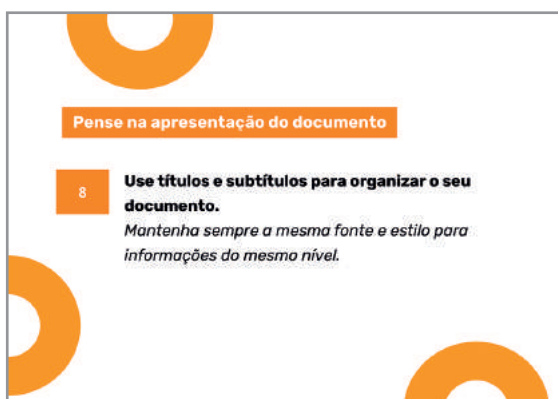 Pense na apresentação do documento
8
Use títulos e subtítulos para organizar o seu
documento.
Mantenha sempre a mesma fonte e estilo para
informações do mesmo nível.